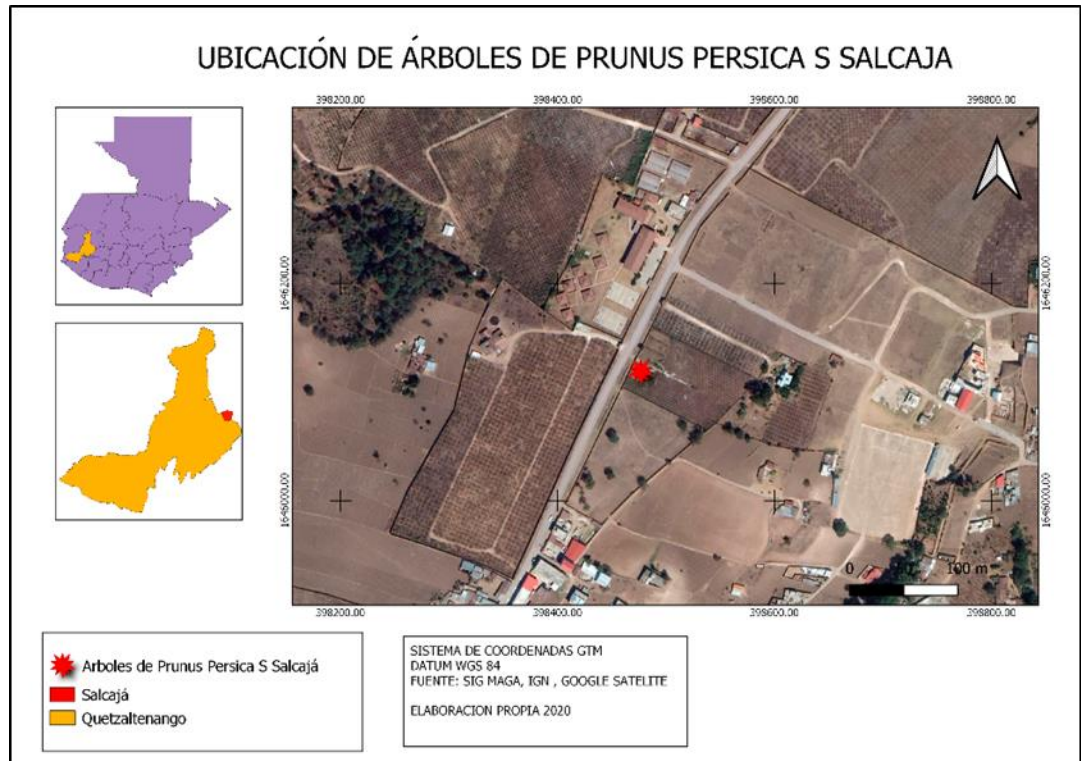 UBICACIÓN DE ÁRBOLES DE PRUNUS PERSICA S SALCAJA
398200.00 398400.00 398600.00 398800.00
1646200.00 1646200.00
1646000.00 1646000.00
0 50 100 m
398200.00 398400.00 398600.00 398800.00
Arboles de Prunus Persica S Salcajá
Salcajá
Quetzaltenango
SISTEMA DE COORDENADAS GTM
DATUM WGS 84
FUENTE: SIG MAGA, IGN , GOOGLE SATELITE
ELABORACION PROPIA 2020